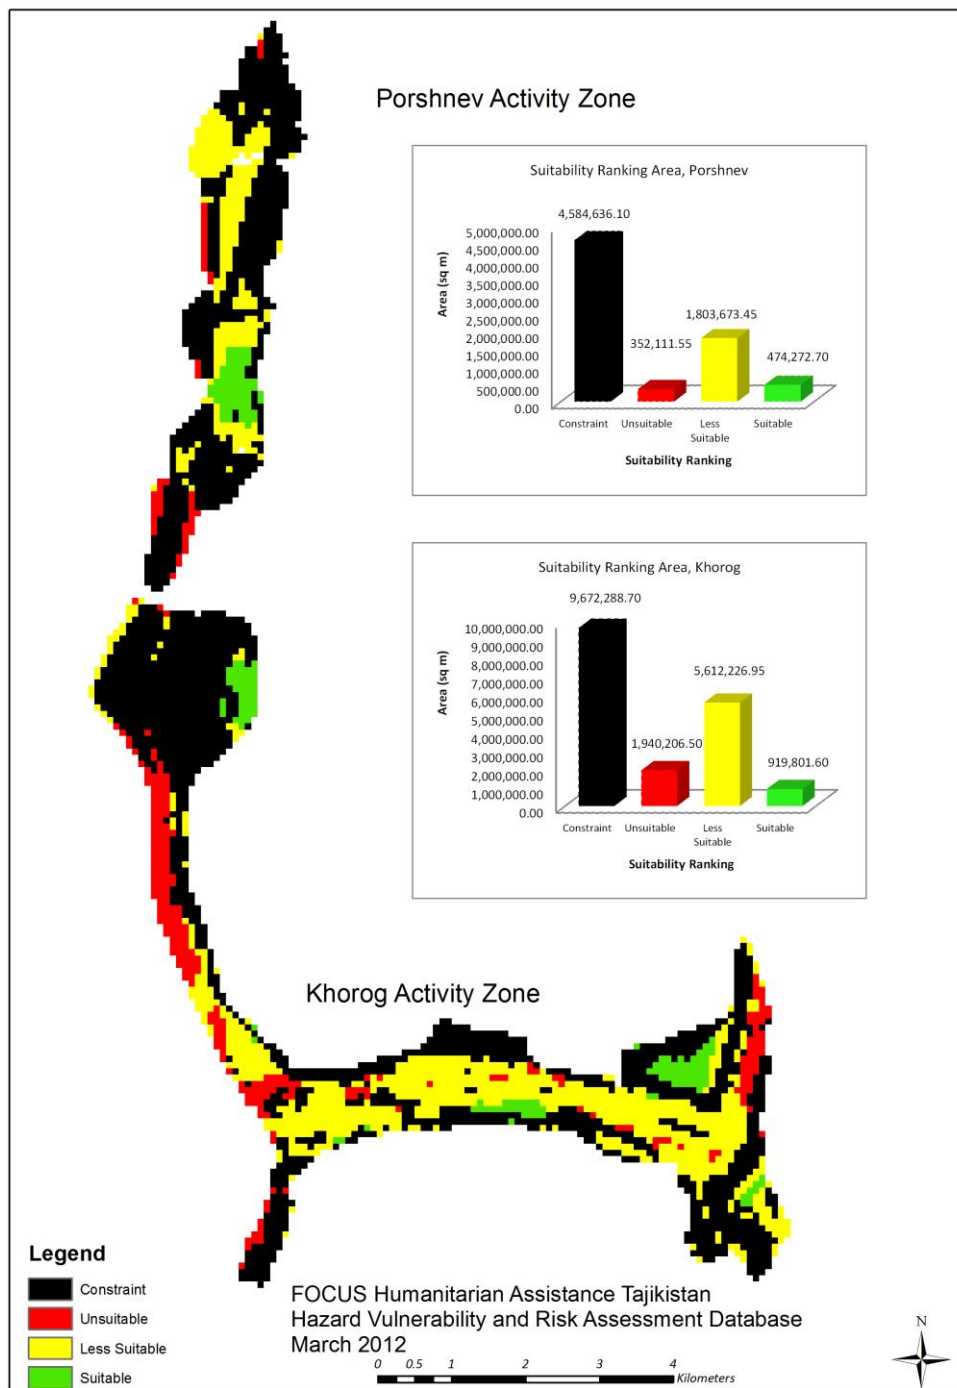 Porshnev Activity Zone
Suitability Ranking Area, Porshnev
4,584,636.10
5,000,000.00
4,500,000.00
4,000,000.00
3,500,000.00
3,000,000.00
2,500,000.00
2,000,000.00
1,500,000.00
1,000,000.00
500,000.00
0.00
Area (sq m)
352,111.55
1,803,673.45
474,272.70
Constraint
Unsuitable
Less
Suitable
Suitable
Suitability Ranking
Suitability Ranking Area, Khorog
9,672,288.70
10,000,000.00
9,000,000.00
8,000,000.00
7,000,000.00
6,000,000.00
5,000,000.00
4,000,000.00
3,000,000.00
2,000,000.00
1,000,000.00
0.00
Area (sq m)
1,940,206.50
5,612,226.95
919,801.60
Constraint
Unsuitable
Less
Suitable
Suitable
Suitability Ranking
Khorog Activity Zone
Legend
Constraint
Unsuitable
Less Suitable
Suitable
FOCUS Humanitarian Assistance Tajikistan
Hazard Vulnerability and Risk Assessment Database
March 2012
0 0.5 1 2 3 4
Kilometers
N